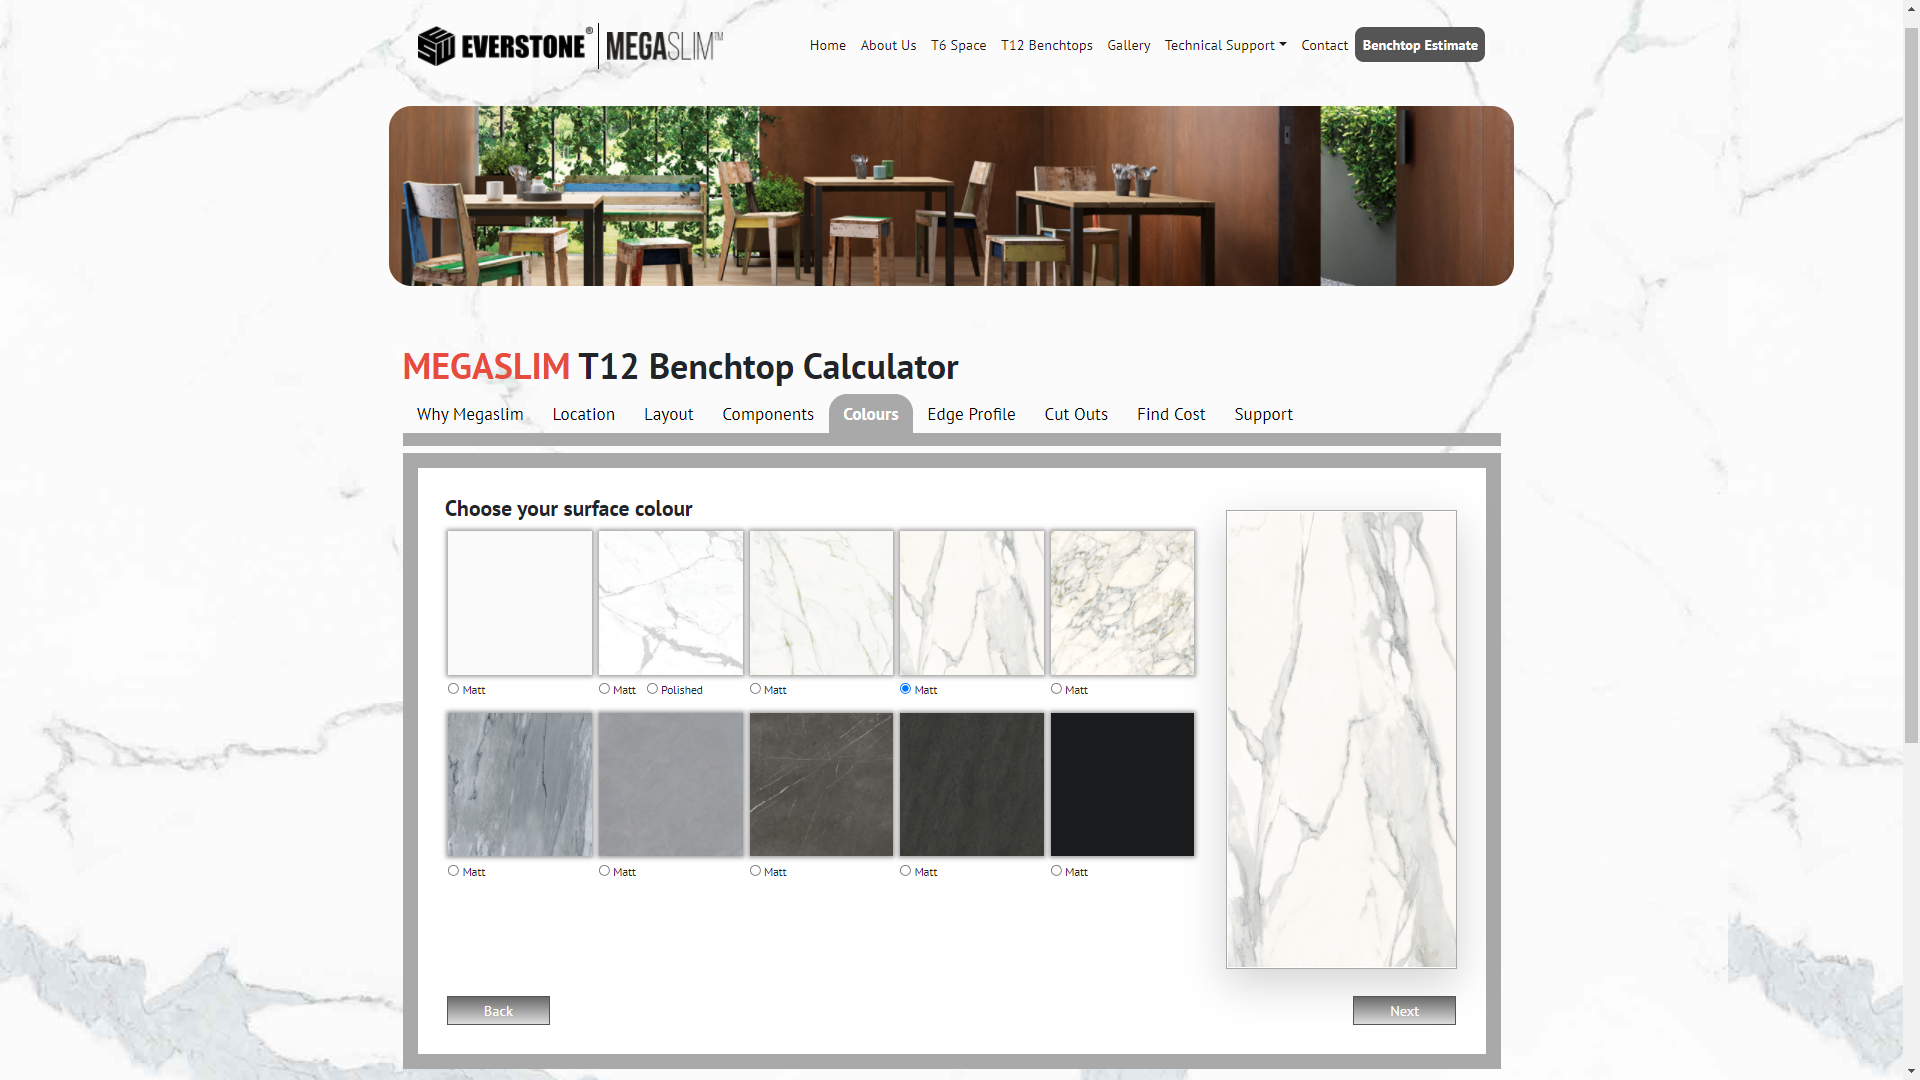 EVERSTONE® MEGASLIM™
Home About Us T6 Space T12 Benchtops Gallery Technical Support Contact Benchtop Estimate
MEGASLIM T12 Benchtop Calculator
Why Megaslim Location Layout Components Colours Edge Profile Cut Outs Find Cost Support
Choose your surface colour
Matt Matt Polished Matt Matt Matt
Matt Matt Matt Matt Matt
Back Next